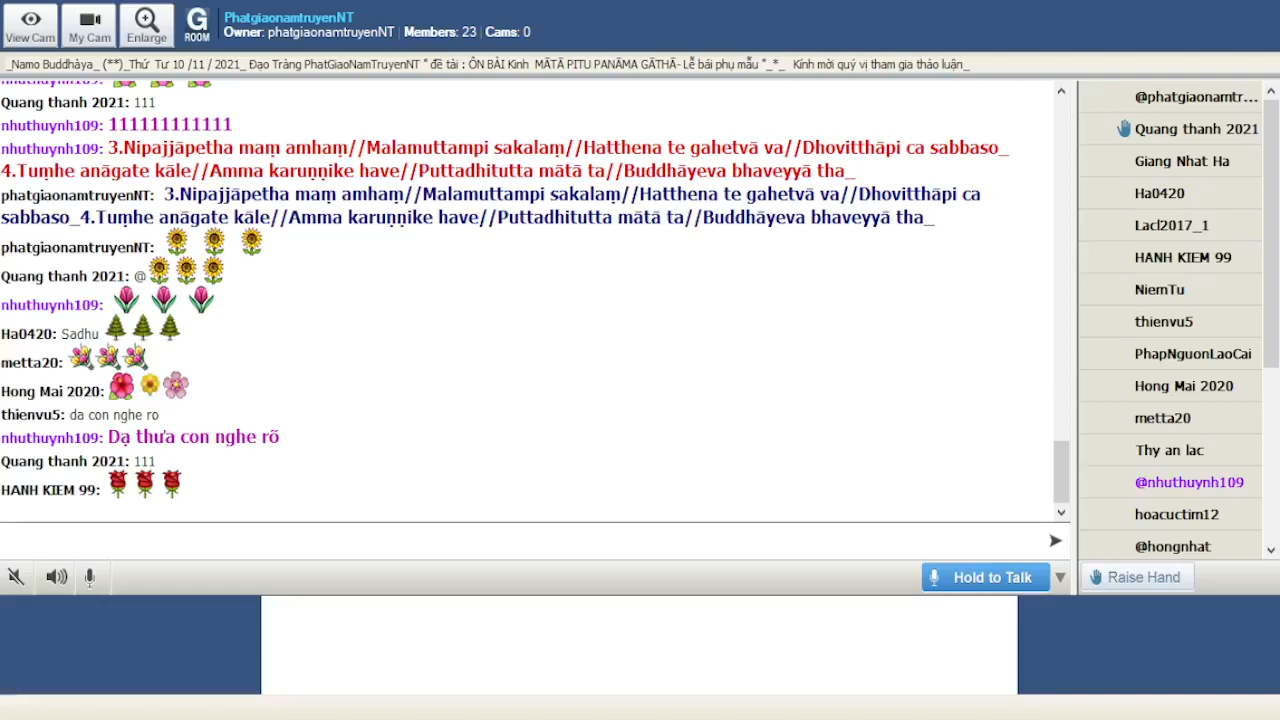 PhatgiaonamtruyenNT
Owner: phatgiaonamtruyenNT | Members: 23 | Cams: 0
View Cam
My Cam
Enlarge
G ROOM
_Namo Buddhàya_ (**)_Thứ Tư 10 /11 / 2021_ Đạo Tràng PhatGiaoNamTruyenNT " đề tài : ÔN BÀI Kinh MĀTĀ PITU PANĀMA GĀTHĀ- Lễ bái phụ mẫu "_*_ Kính mời quý vị tham gia thảo luận_
nhuthuynh109:
Quang thanh 2021: 111
nhuthuynh109: 111111111111
nhuthuynh109: 3.Nipajjāpetha maṃ amhaṃ//Malamuttampi sakalaṃ//Hatthena te gahetvā va//Dhovitthāpi ca sabbaso_
4.Tuṃhe anāgate kāle//Amma karuṇṇike have//Puttadhitutta mātā ta//Buddhāyeva bhaveyyā tha_
phatgiaonamtruyenNT: 3.Nipajjāpetha maṃ amhaṃ//Malamuttampi sakalaṃ//Hatthena te gahetvā va//Dhovitthāpi ca
sabbaso_4.Tuṃhe anāgate kāle//Amma karuṇṇike have//Puttadhitutta mātā ta//Buddhāyeva bhaveyyā tha_
phatgiaonamtruyenNT:
Quang thanh 2021: @
nhuthuynh109:
Ha0420: Sadhu
metta20:
Hong Mai 2020:
thienvu5: da con nghe ro
nhuthuynh109: Dạ thưa con nghe rõ
Quang thanh 2021: 111
HANH KIEM 99:
@phatgiaonamtr...
Quang thanh 2021
Giang Nhat Ha
Ha0420
Lacl2017_1
HANH KIEM 99
NiemTu
thienvu5
PhapNguonLaoCai
Hong Mai 2020
metta20
Thy an lac
@nhuthuynh109
hoacuctim12
@hongnhat
Hold to Talk
Raise Hand